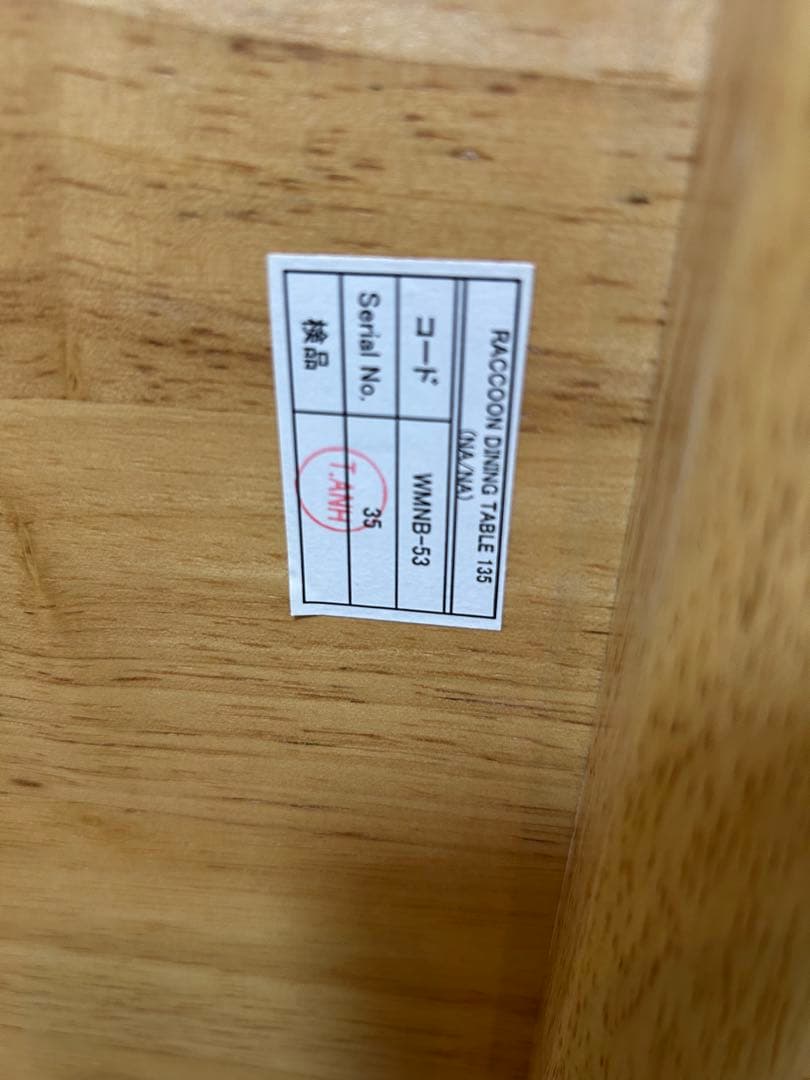 RACCOON DINING TABLE 135
(NA/NA)
コード WMNB-53
Serial No. 35
検品 T.ANH